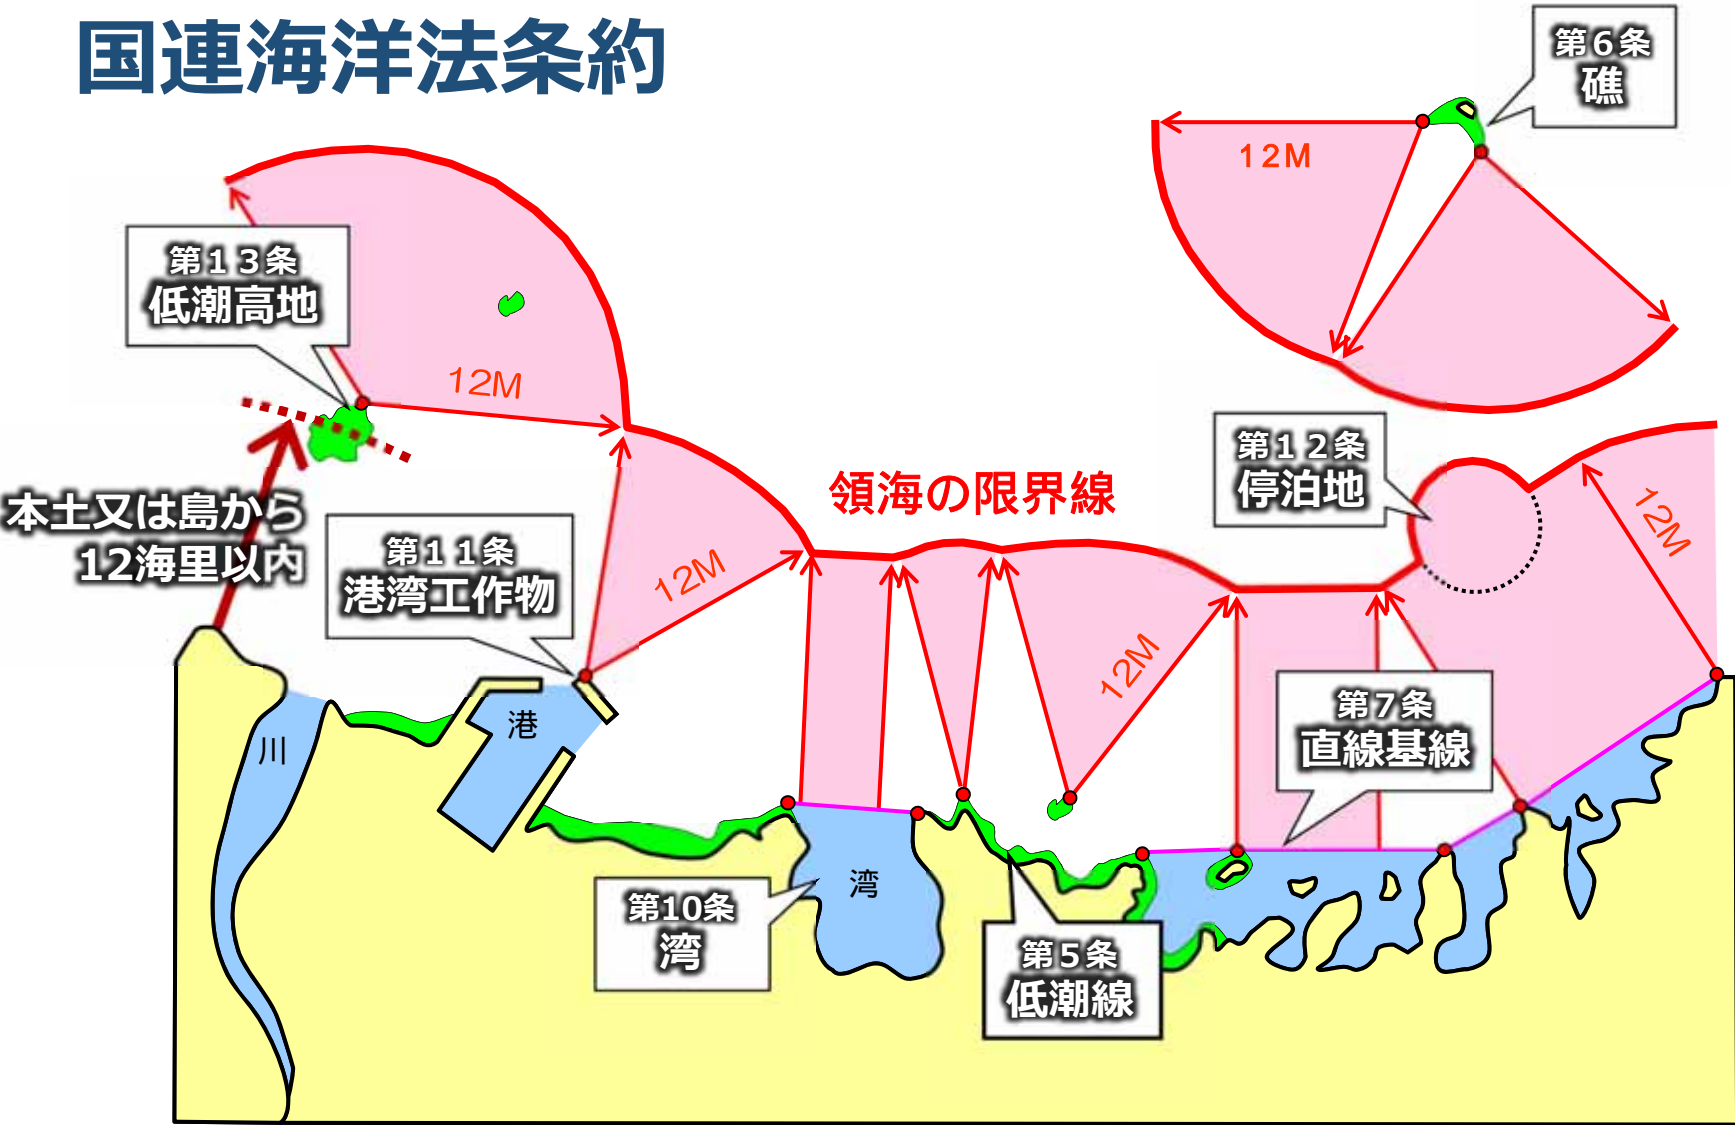 国連海洋法条約
第６条
礁
12M
第１３条
低潮高地
12M
本土又は島から
12海里以内
第１１条
港湾工作物
12M
領海の限界線
第１２条
停泊地
12M
12M
第７条
直線基線
川
港
湾
第10条
湾
第５条
低潮線